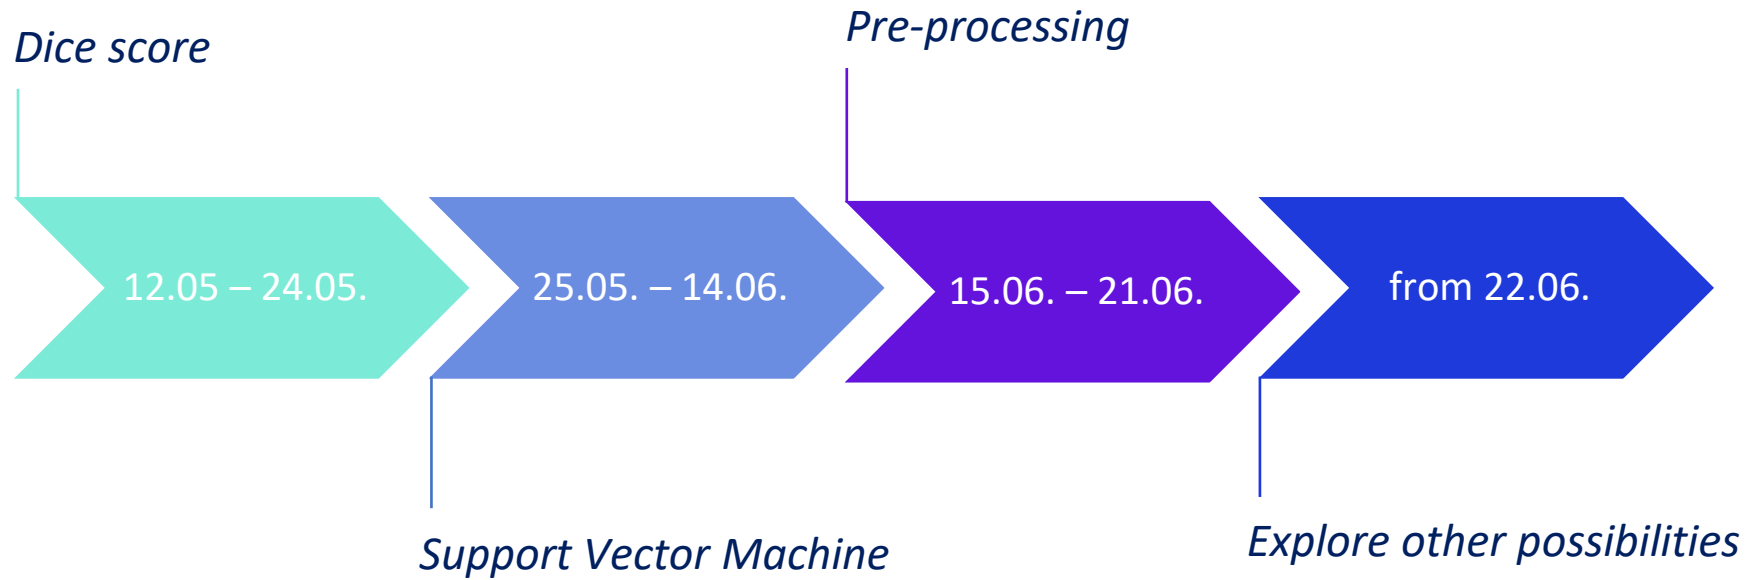 Dice score
Pre-processing
12.05 – 24.05.
25.05. – 14.06.
15.06. – 21.06.
from 22.06.
Support Vector Machine
Explore other possibilities